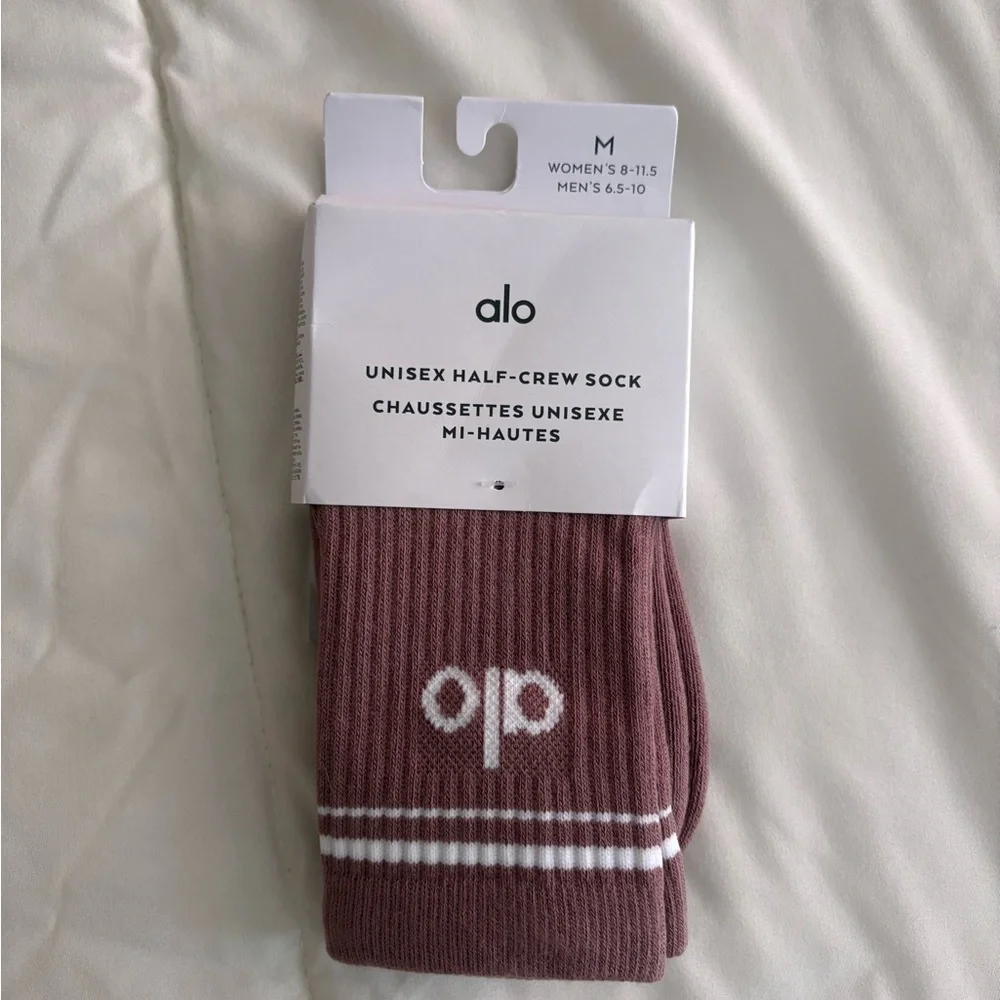 M
WOMEN'S 8-11.5
MEN'S 6.5-10
alo
UNISEX HALF-CREW SOCK
CHAUSSETTES UNISEXE
MI-HAUTES
alo